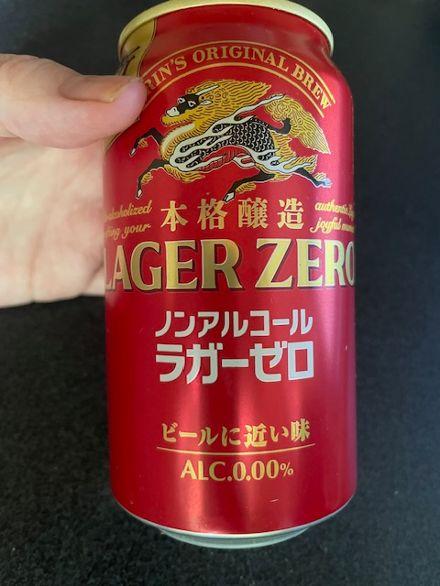 RIN'S ORIGINAL BREW
本格醸造
LAGER ZERO
ノンアルコール
ラガーゼロ
ビールに近い味
ALC.0.00%